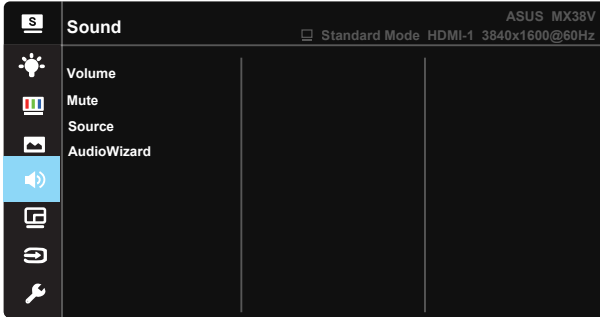 S
Sound
ASUS MX38V
Standard Mode HDMI-1 3840x1600@60Hz
Volume
Mute
Source
AudioWizard